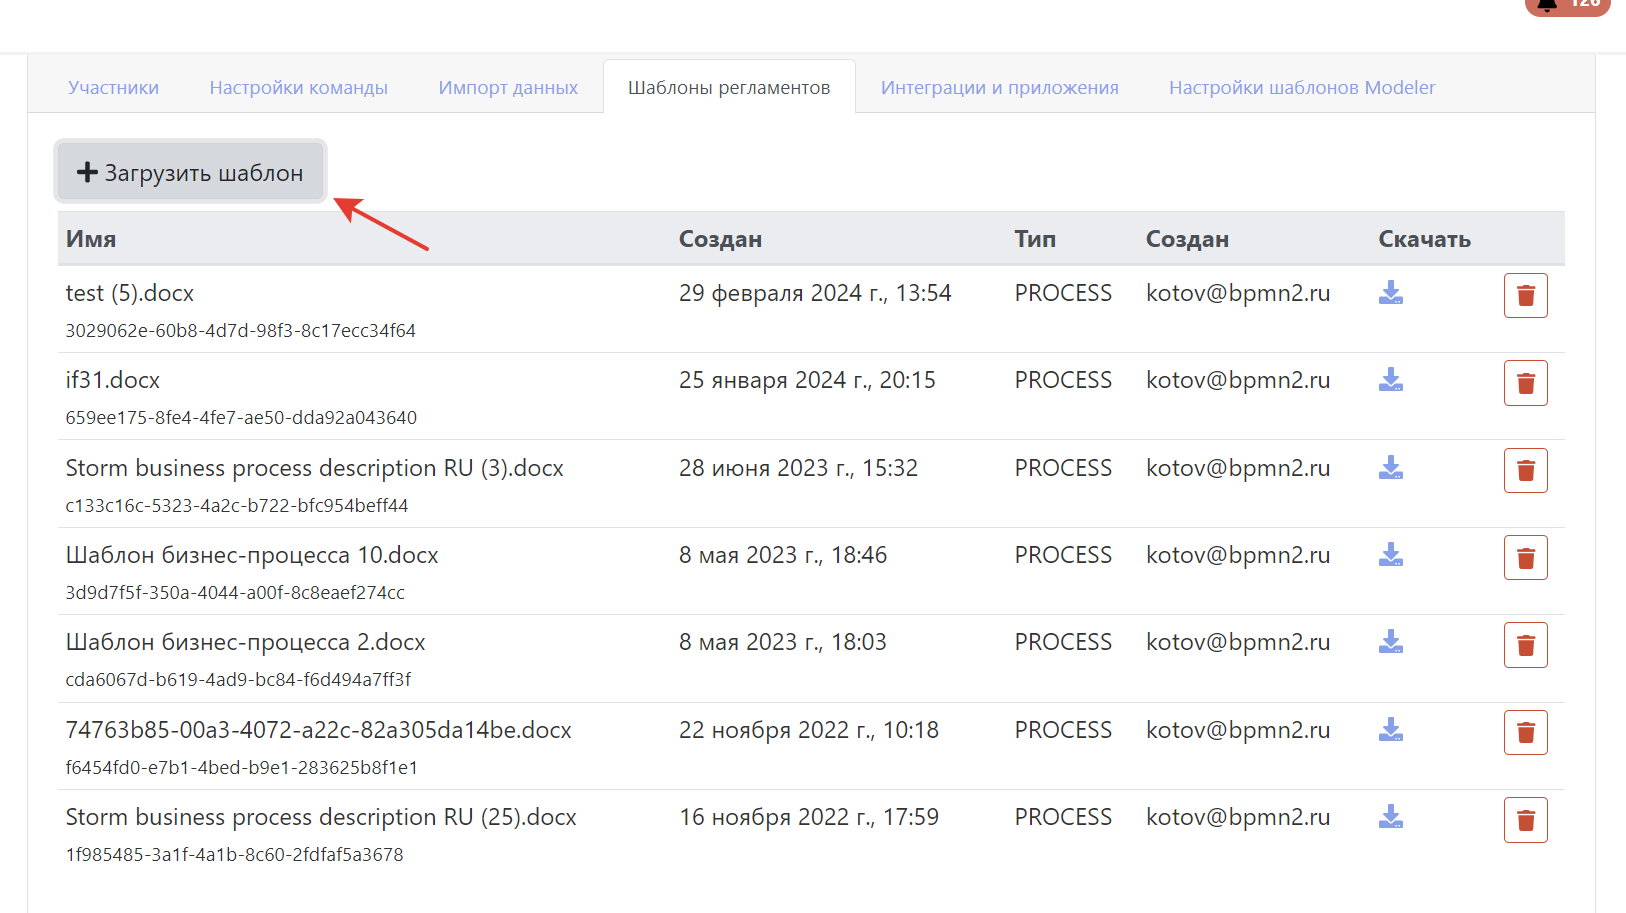 126
Участники Настройки команды Импорт данных Шаблоны регламентов Интеграции и приложения Настройки шаблонов Modeler
Загрузить шаблон
Имя Создан Тип Создан Скачать
test (5).docx 29 февраля 2024 г., 13:54 PROCESS kotov@bpmn2.ru
3029062e-60b8-4d7d-98f3-8c17ecc34f64
if31.docx 25 января 2024 г., 20:15 PROCESS kotov@bpmn2.ru
659ee175-8fe4-4fe7-ae50-dda92a043640
Storm business process description RU (3).docx 28 июня 2023 г., 15:32 PROCESS kotov@bpmn2.ru
c133c16c-5323-4a2c-b722-bfc954beff44
Шаблон бизнес-процесса 10.docx 8 мая 2023 г., 18:46 PROCESS kotov@bpmn2.ru
3d9d7f5f-350a-4044-a00f-8c8eaef274cc
Шаблон бизнес-процесса 2.docx 8 мая 2023 г., 18:03 PROCESS kotov@bpmn2.ru
cda6067d-b619-4ad9-bc84-f6d494a7ff3f
74763b85-00a3-4072-a22c-82a305da14be.docx 22 ноября 2022 г., 10:18 PROCESS kotov@bpmn2.ru
f6454fd0-e7b1-4bed-b9e1-283625b8f1e1
Storm business process description RU (25).docx 16 ноября 2022 г., 17:59 PROCESS kotov@bpmn2.ru
1f985485-3a1f-4a1b-8c60-2fdfaf5a3678